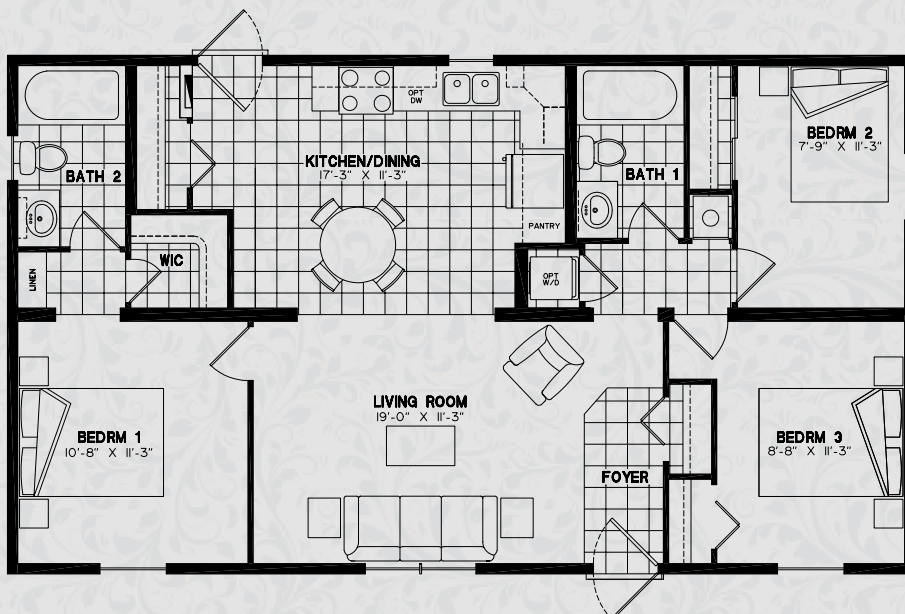 BATH 2
OPT
DW
KITCHEN/DINING
17'-3" X 11'-3"
BATH 1
BEDRM 2
7'-9" X 11'-3"
PANTRY
WIC
LINEN
OPT
W/D
BEDRM 1
10'-8" X 11'-3"
LIVING ROOM
19'-0" X 11'-3"
FOYER
BEDRM 3
8'-8" X 11'-3"